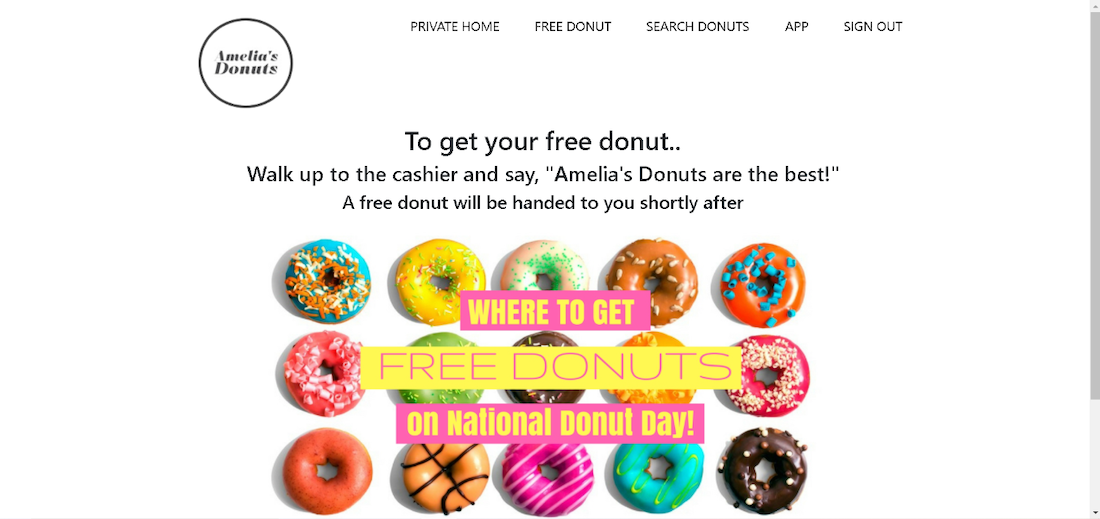 Amelia's
Donuts
PRIVATE HOME
FREE DONUT
SEARCH DONUTS
APP
SIGN OUT
To get your free donut..
Walk up to the cashier and say, "Amelia's Donuts are the best!"
A free donut will be handed to you shortly after
WHERE TO GET
FREE DONUTS
on National Donut Day!